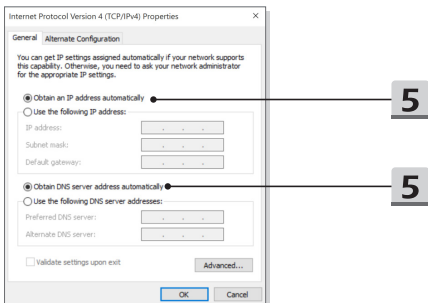 Internet Protocol Version 4 (TCP/IPv4) Properties
General
Alternate Configuration
You can get IP settings assigned automatically if your network supports
this capability. Otherwise, you need to ask your network administrator
for the appropriate IP settings.
Obtain an IP address automatically
5
Use the following IP address:
IP address:
Subnet mask:
Default gateway:
Obtain DNS server address automatically
5
Use the following DNS server addresses:
Preferred DNS server:
Alternate DNS server:
Validate settings upon exit
Advanced...
OK
Cancel